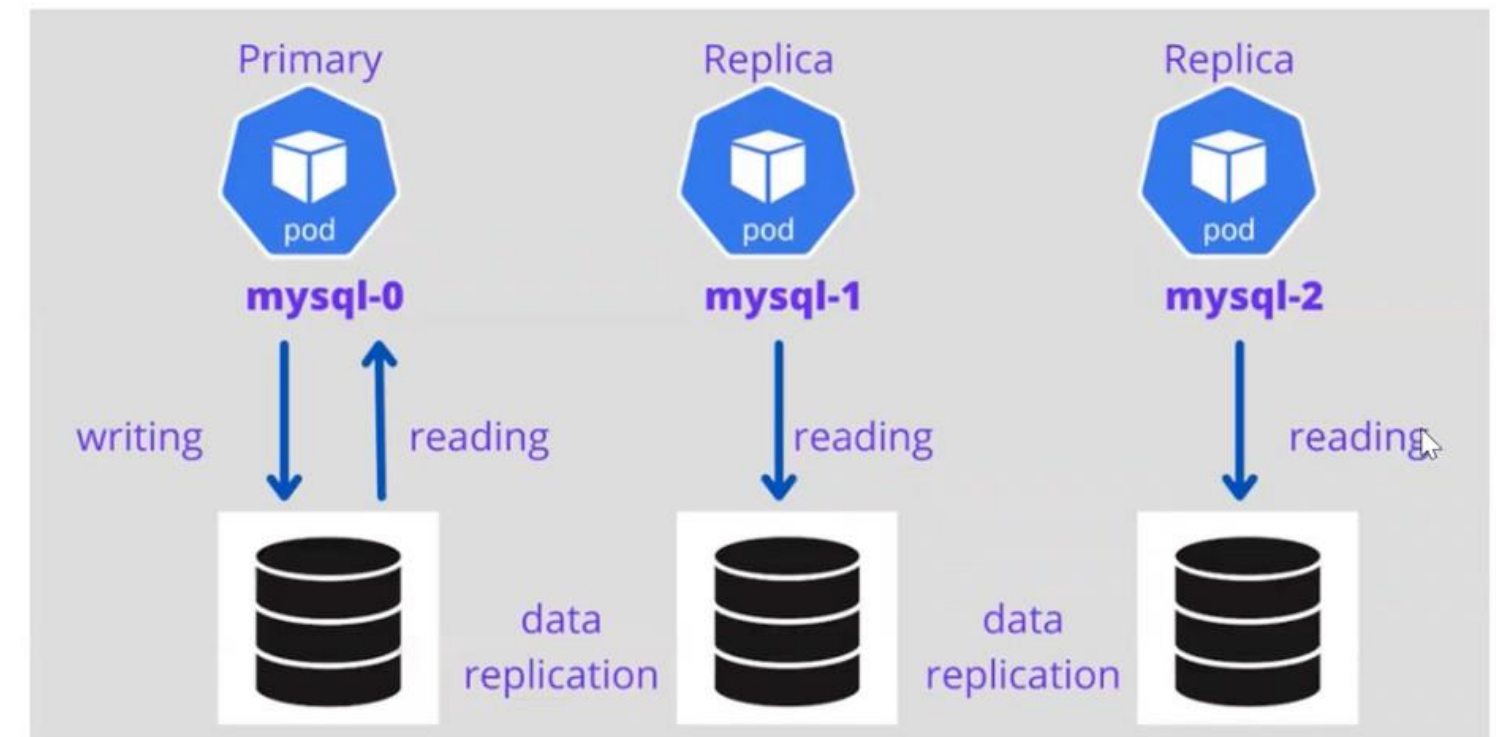 Primary
Replica
Replica
pod
pod
pod
mysql-0
mysql-1
mysql-2
writing
reading
reading
reading
data
replication
data
replication